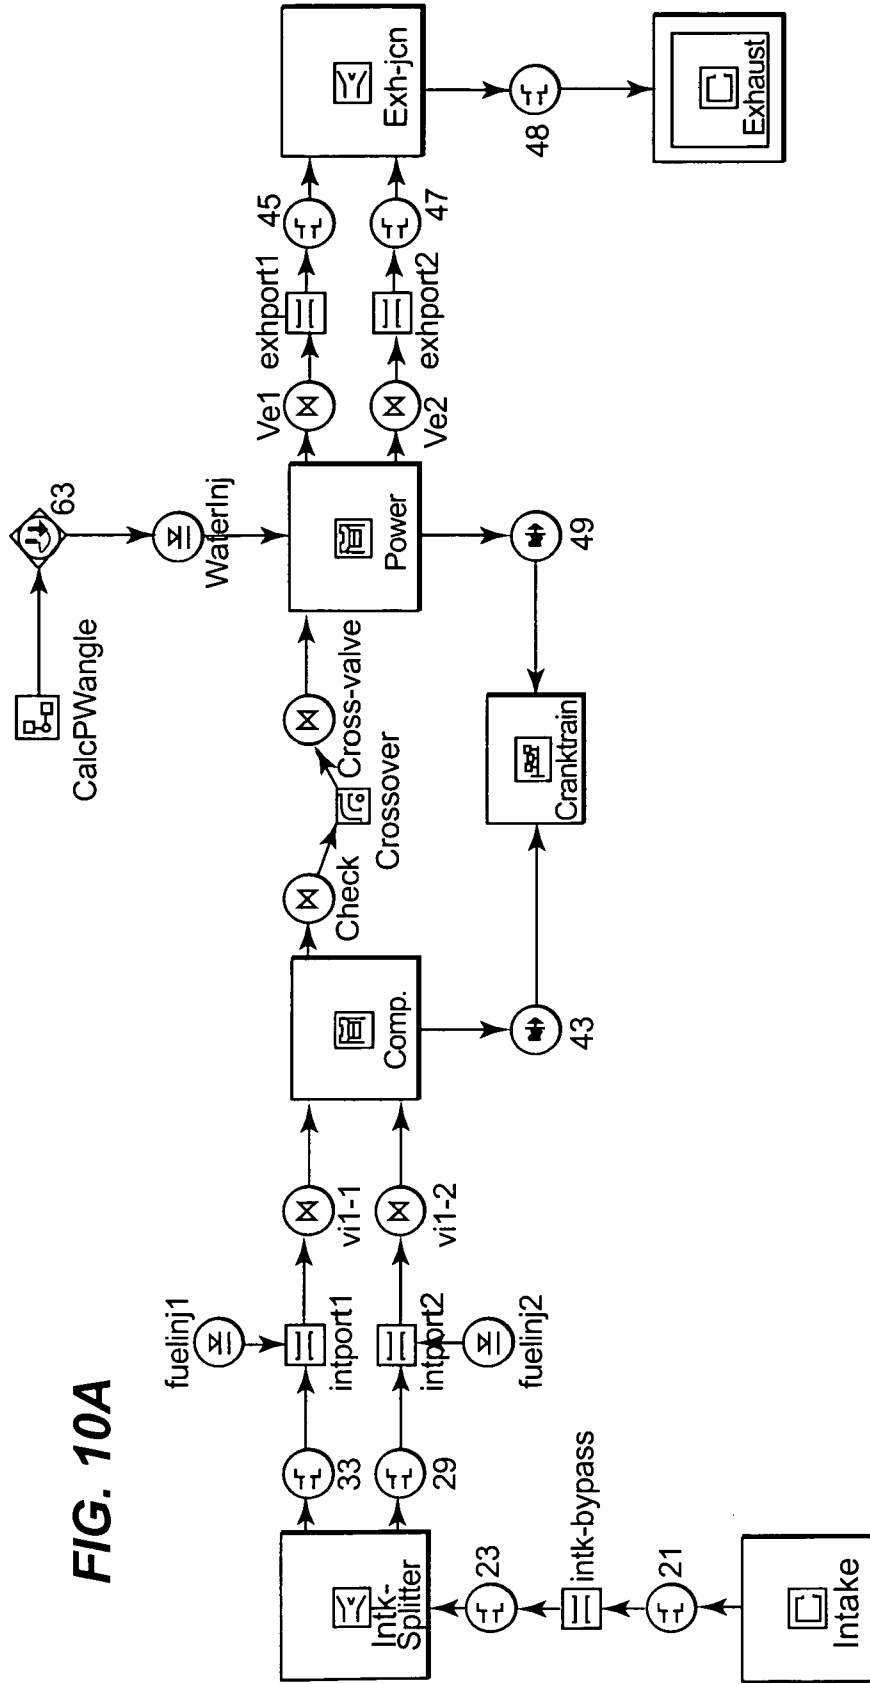 FIG. 10A
Intake
21
intk-bypass
23
Intk-
Splitter
33
29
fuelinj1
intport1
intport2
fuelinj2
vi1-1
vi1-2
Comp.
43
Check
Crossover
Cross-valve
Cranktrain
CalcPWangle
63
WaterInj
Power
49
Ve1
Ve2
exhport1
exhport2
45
47
Exh-jcn
48
Exhaust